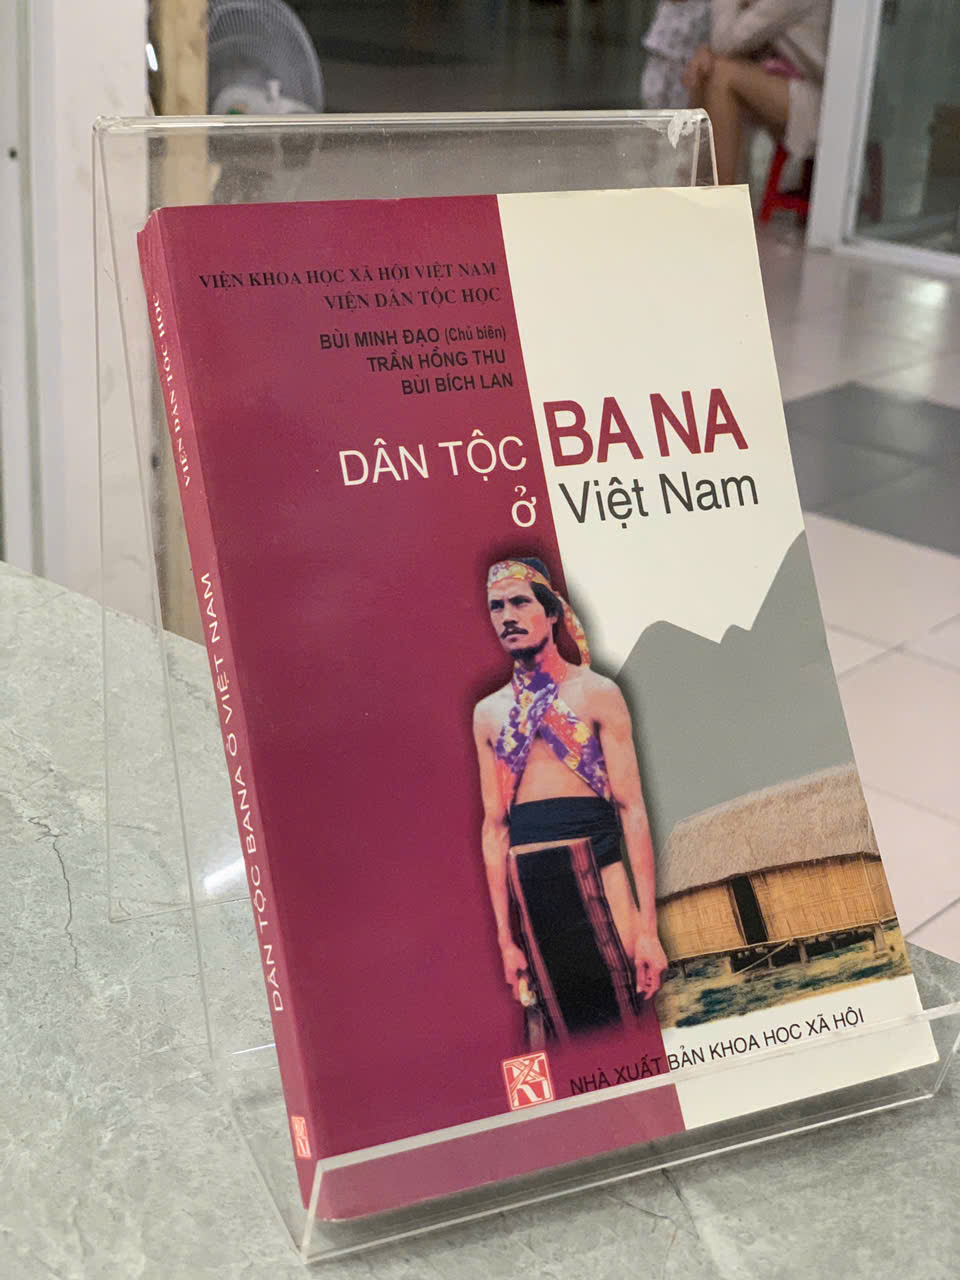 VIỆN KHOA HỌC XÃ HỘI VIỆT NAM
VIỆN DÂN TỘC HỌC
BÙI MINH ĐẠO (Chủ biên)
TRẦN HỒNG THU
BÙI BÍCH LAN
DÂN TỘC BA NA
ở Việt Nam
NHÀ XUẤT BẢN KHOA HỌC XÃ HỘI
VIỆN DÂN TỘC HỌC
DÂN TỘC BANA Ở VIỆT NAM